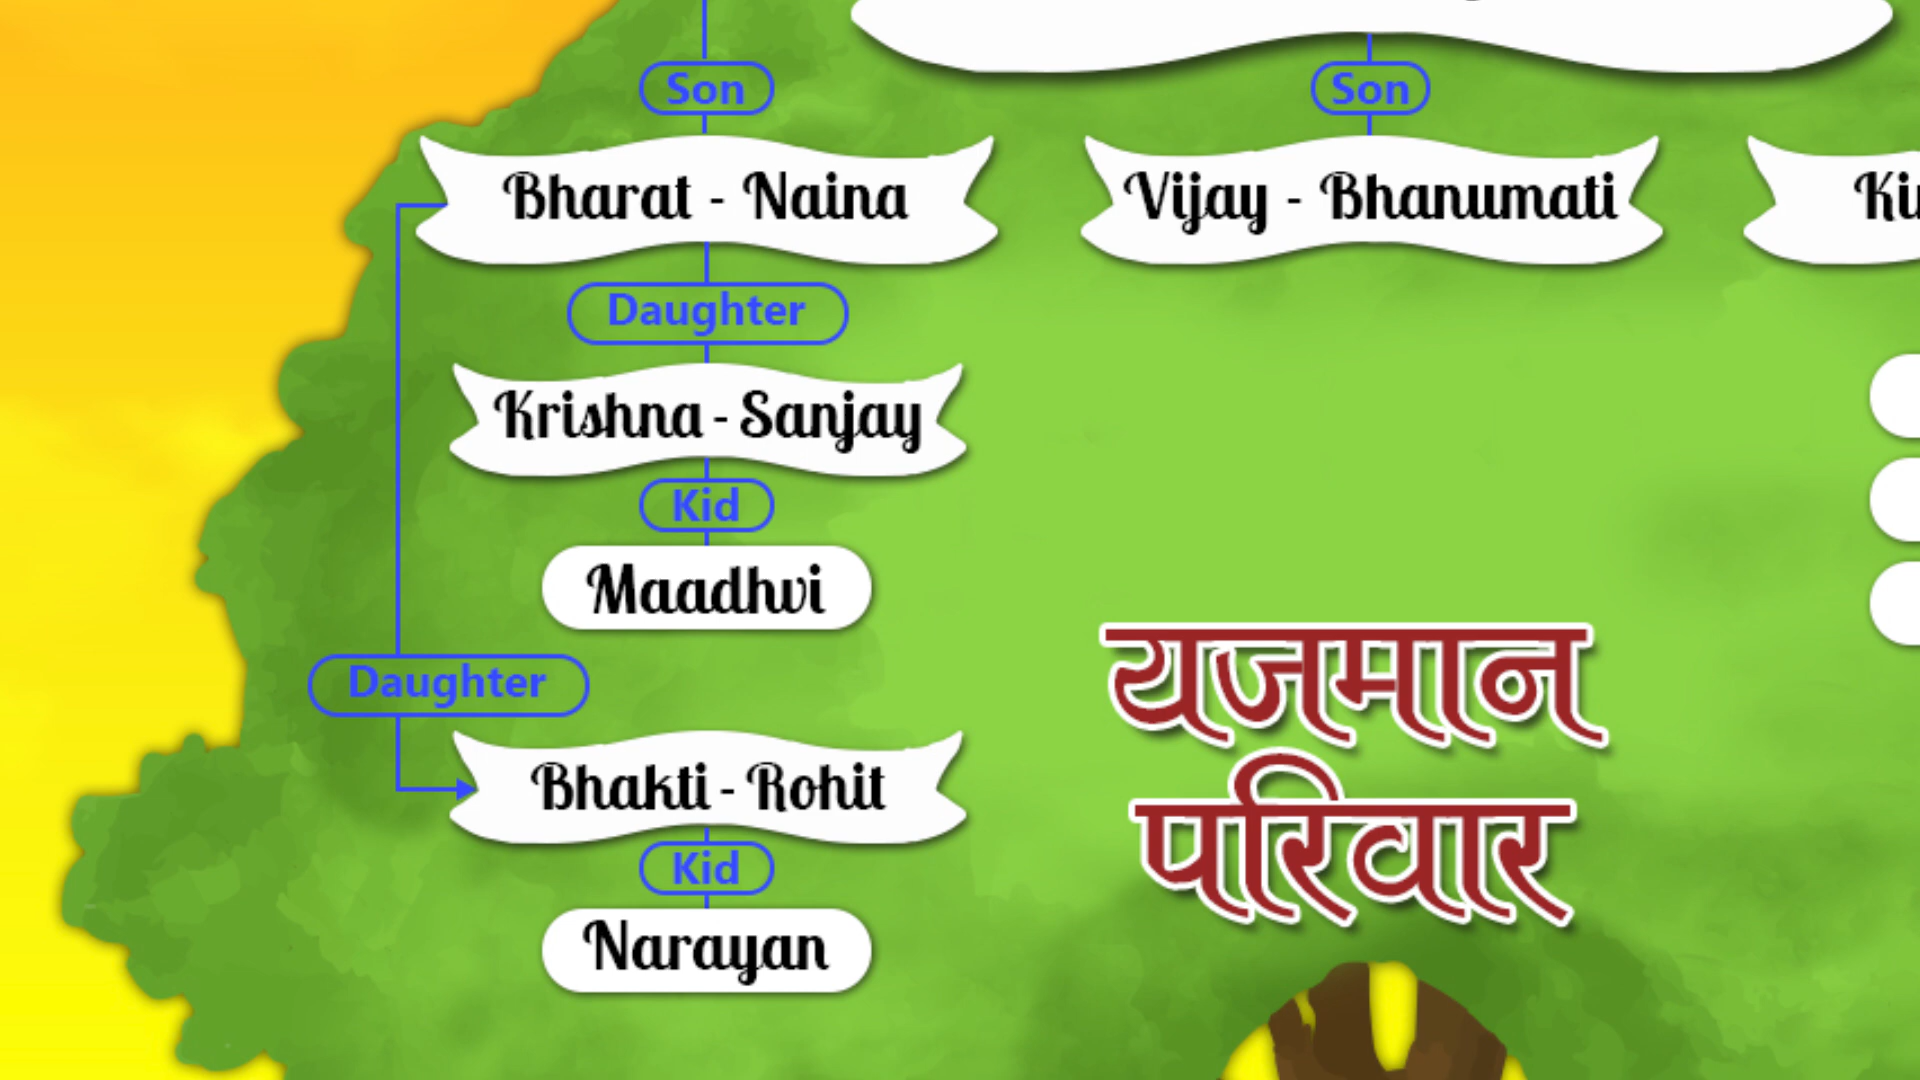 Son
Son
Bharat - Naina
Vijay - Bhanumati
Daughter
Krishna - Sanjay
Kid
Maadhvi
Daughter
Bhakti - Rohit
Kid
Narayan
यजमान
परिवार